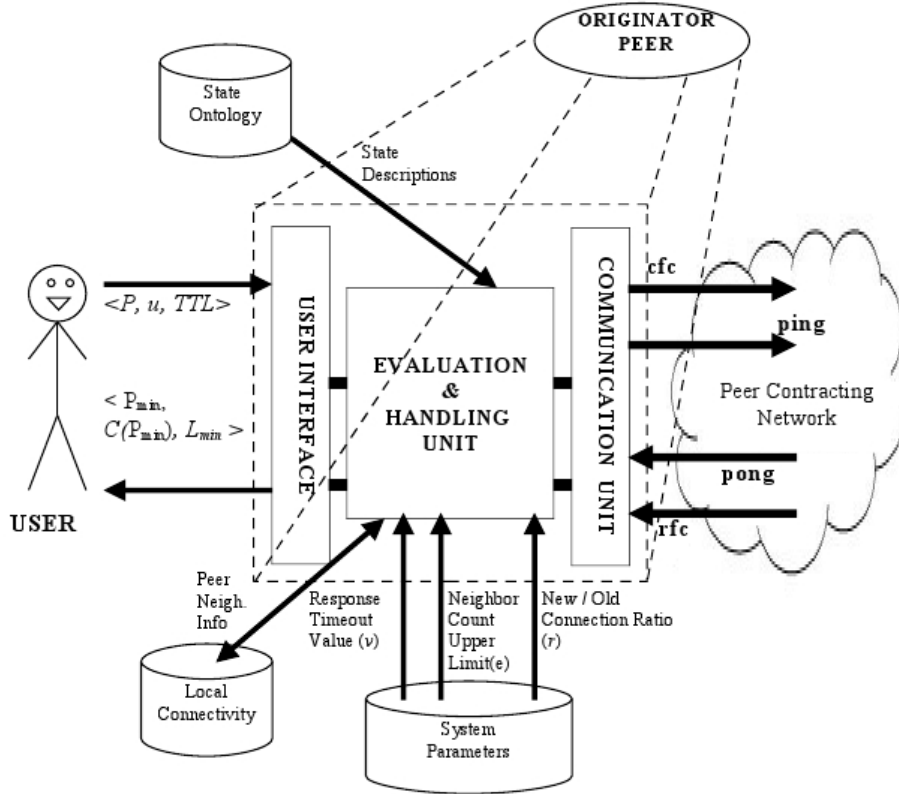 ORIGINATOR
PEER
State
Ontology
State
Descriptions
<P, u, TTL>
< Pmin,
C(Pmin), Lmin >
USER
USER INTERFACE
EVALUATION
&
HANDLING
UNIT
COMMUNICATION UNIT
cfc
ping
Peer Contracting
Network
pong
rfc
Peer
Neigh.
Info
Response
Timeout
Value (v)
Neighbor
Count
Upper
Limit(e)
New / Old
Connection Ratio
(r)
Local
Connectivity
System
Parameters